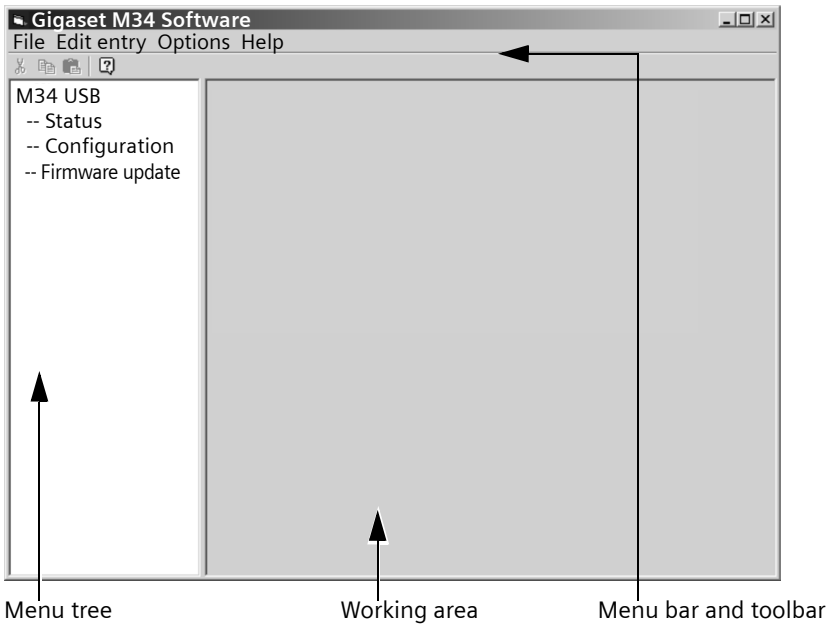 Gigaset M34 Software
File Edit entry Options Help
M34 USB
-- Status
-- Configuration
-- Firmware update
Menu tree
Working area
Menu bar and toolbar